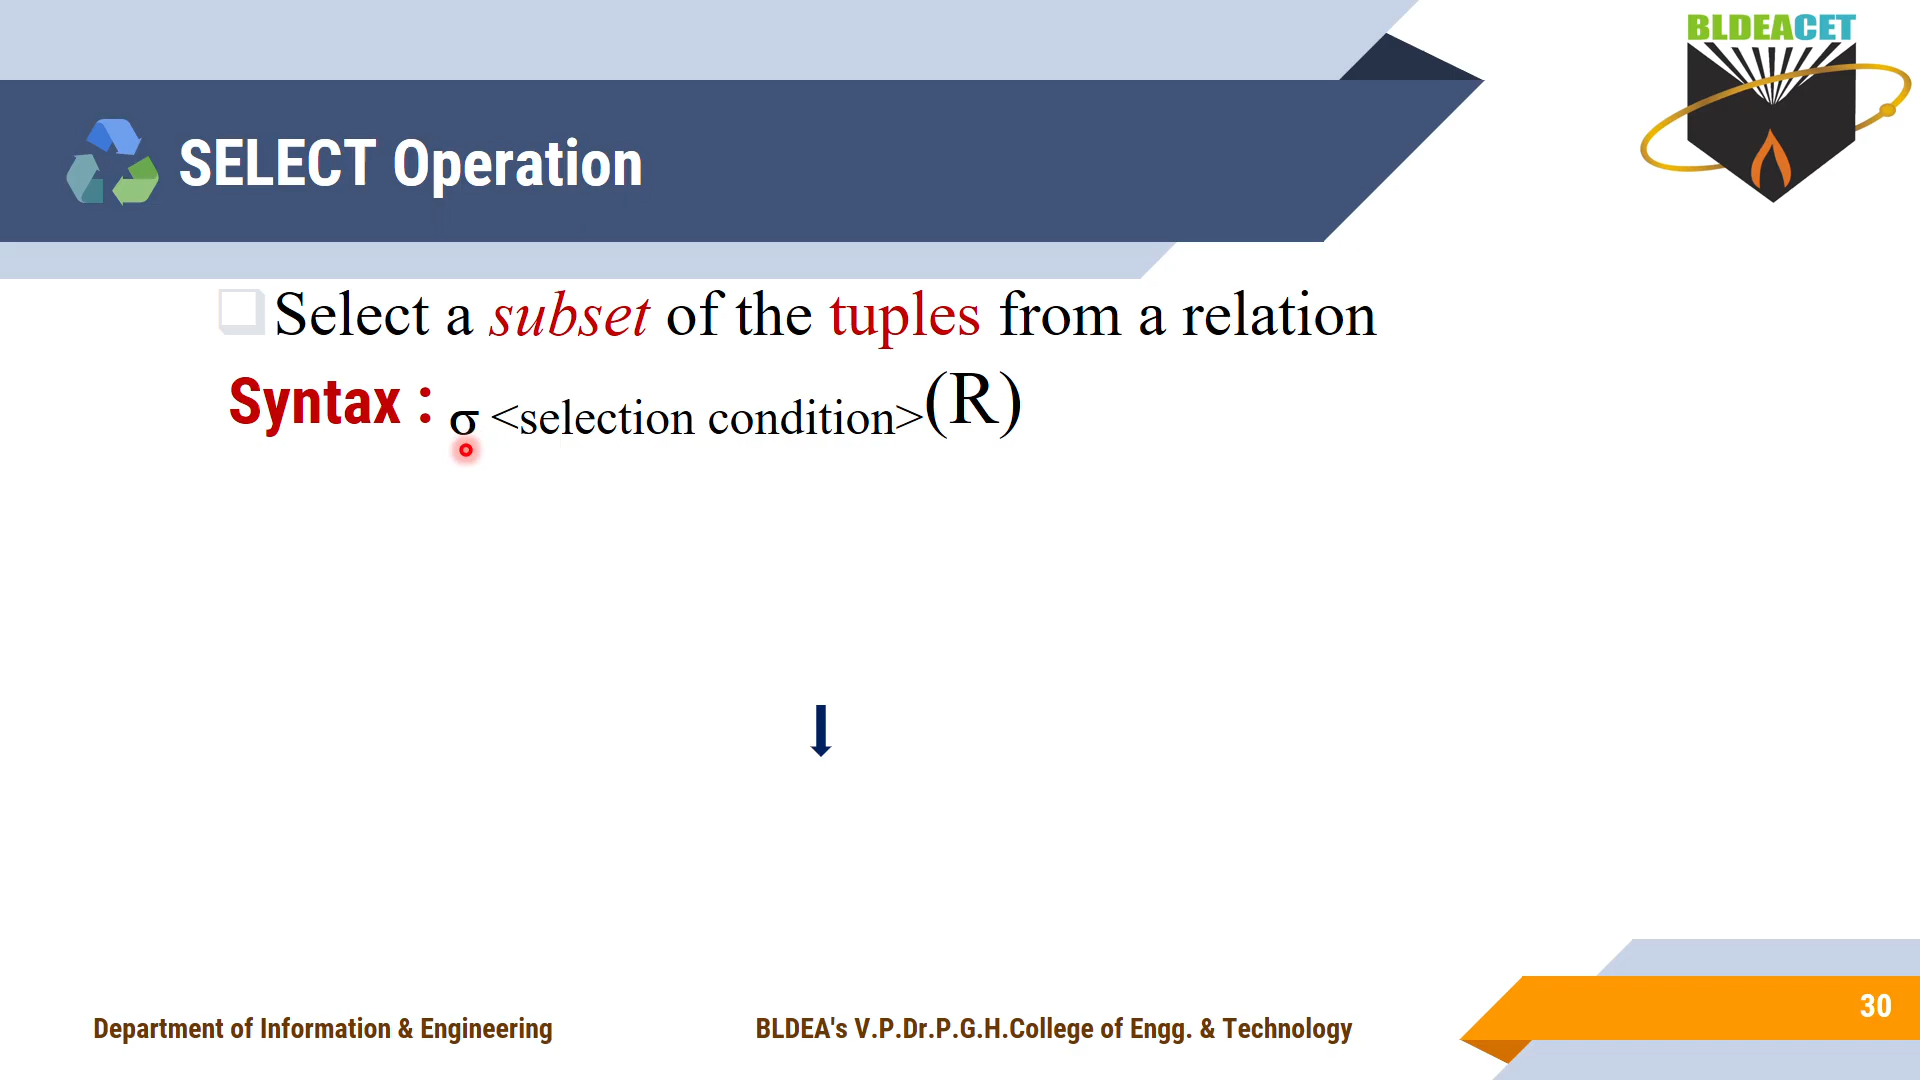 BLDEACET
SELECT Operation
Select a subset of the tuples from a relation
Syntax : σ <selection condition>(R)
30
Department of Information & Engineering
BLDEA's V.P.Dr.P.G.H.College of Engg. & Technology